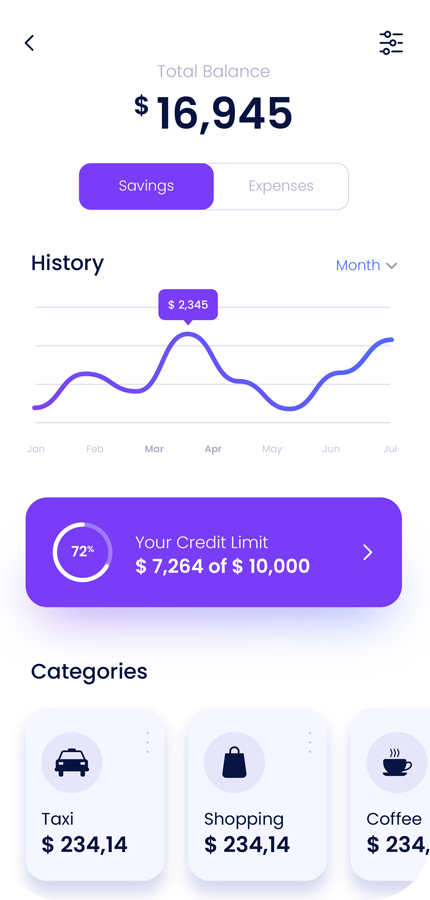 Total Balance
$ 16,945
Savings Expenses
History
Month
$ 2,345
Jan Feb Mar Apr May Jun Jul
72%
Your Credit Limit
$ 7,264 of $ 10,000
Categories
Taxi Shopping Coffee
$ 234,14 $ 234,14 $ 234,